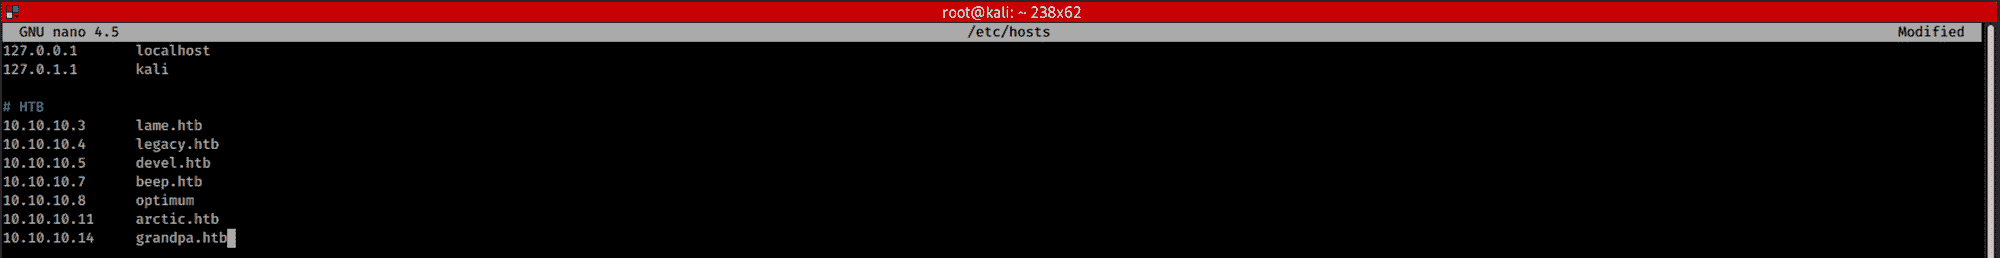 root@kali: ~ 238x62
GNU nano 4.5 /etc/hosts Modified
127.0.0.1 localhost
127.0.1.1 kali
# HTB
10.10.10.3 lame.htb
10.10.10.4 legacy.htb
10.10.10.5 devel.htb
10.10.10.7 beep.htb
10.10.10.8 optimum
10.10.10.11 arctic.htb
10.10.10.14 grandpa.htb